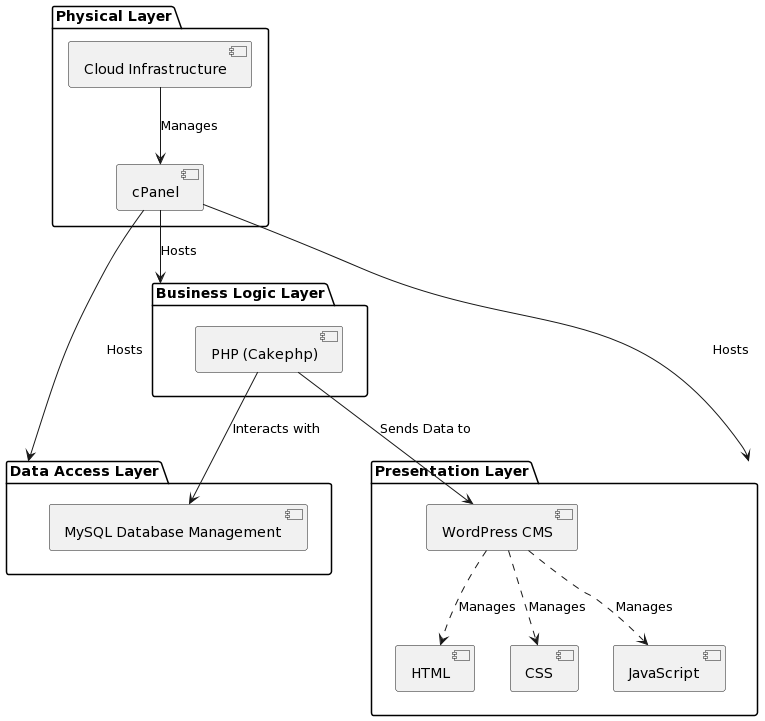 Physical Layer
Cloud Infrastructure
Manages
cPanel
Hosts
Business Logic Layer
Hosts
PHP (Cakephp)
Hosts
Interacts with
Sends Data to
Data Access Layer
Presentation Layer
MySQL Database Management
WordPress CMS
Manages
Manages
Manages
HTML
CSS
JavaScript